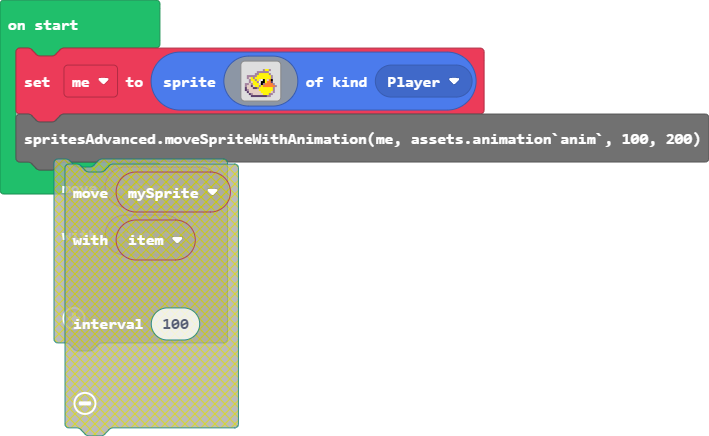 on start
set me to sprite of kind Player
spritesAdvanced.moveSpriteWithAnimation(me, assets.animation`anim`, 100, 200)
move mySprite
with item
interval 100